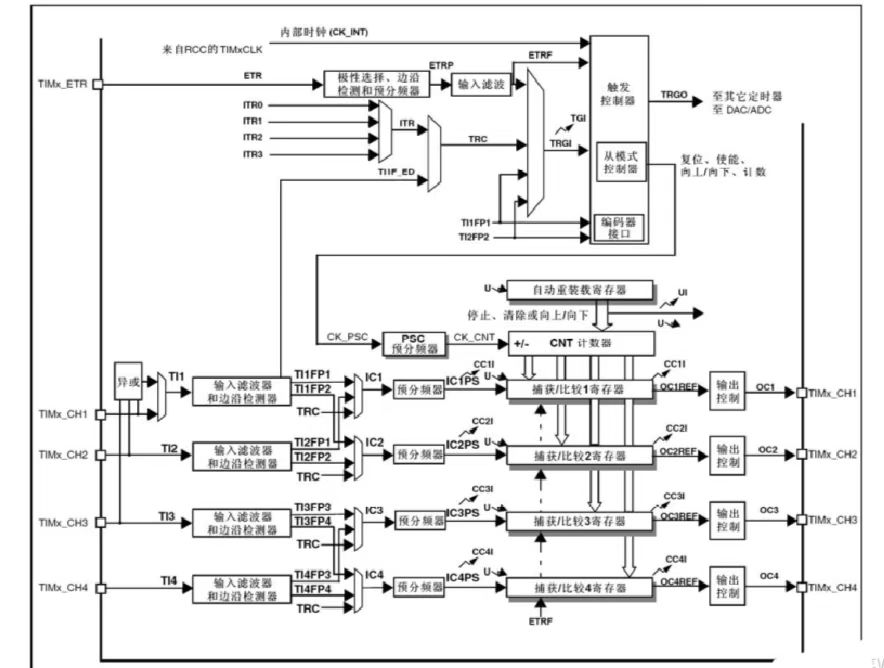 内部时钟 (CK_INT)
来自RCC的TIMxCLK
ETRF
TIMx_ETR
ETR
极性选择、边沿
检测和预分频器
ETRP
输入滤波
触发
控制器
TRGO
至其它定时器
至 DAC/ADC
ITR0
ITR1
ITR2
ITR3
ITR
TRC
TGI
TRGI
TI1F_ED
从模式
控制器
复位、使能、
向上/向下、计数
TI1FP1
TI2FP2
编码器
接口
U
自动重装载寄存器
UI
停止、清除或向上/向下
U
CK_PSC
PSC
预分频器
CK_CNT
+/-
CNT 计数器
异或
TI1
输入滤波器
和边沿检测器
TI1FP1
TI1FP2
TRC
IC1
预分频器
CC1I
IC1PS
U
捕获/比较1寄存器
CC1I
OC1REF
输出
控制
OC1
TIMx_CH1
TIMx_CH1
TIMx_CH2
TI2
输入滤波器
和边沿检测器
TI2FP1
TI2FP2
TRC
IC2
预分频器
CC2I
IC2PS
U
捕获/比较2寄存器
CC2I
OC2REF
输出
控制
OC2
TIMx_CH2
TIMx_CH3
TI3
输入滤波器
和边沿检测器
TI3FP3
TI3FP4
TRC
IC3
预分频器
CC3I
IC3PS
U
捕获/比较3寄存器
CC3I
OC3REF
输出
控制
OC3
TIMx_CH3
TIMx_CH4
TI4
输入滤波器
和边沿检测器
TI4FP3
TI4FP4
TRC
IC4
预分频器
CC4I
IC4PS
U
捕获/比较4寄存器
CC4I
OC4REF
输出
控制
OC4
TIMx_CH4
ETRF